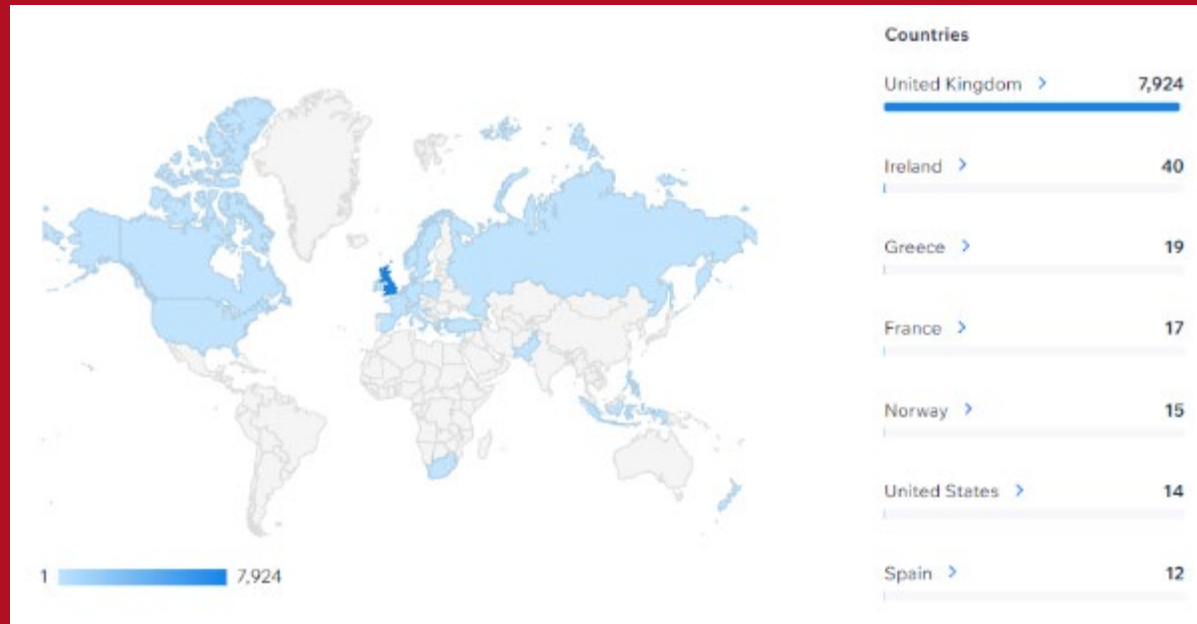 Countries
United Kingdom > 7,924
Ireland > 40
Greece > 19
France > 17
Norway > 15
United States > 14
Spain > 12
1 7,924